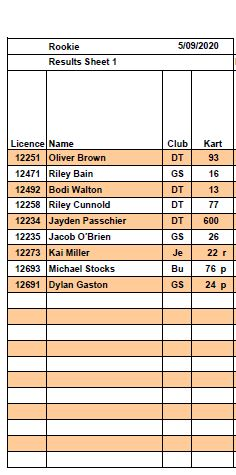 Rookie 5/09/2020
Results Sheet 1
Licence Name Club Kart
12251 Oliver Brown DT 93
12471 Riley Bain GS 16
12492 Bodi Walton DT 13
12258 Riley Cunnold DT 77
12234 Jayden Passchier DT 600
12235 Jacob O'Brien GS 26
12273 Kai Miller Je 22 r
12693 Michael Stocks Bu 76 p
12691 Dylan Gaston GS 24 p